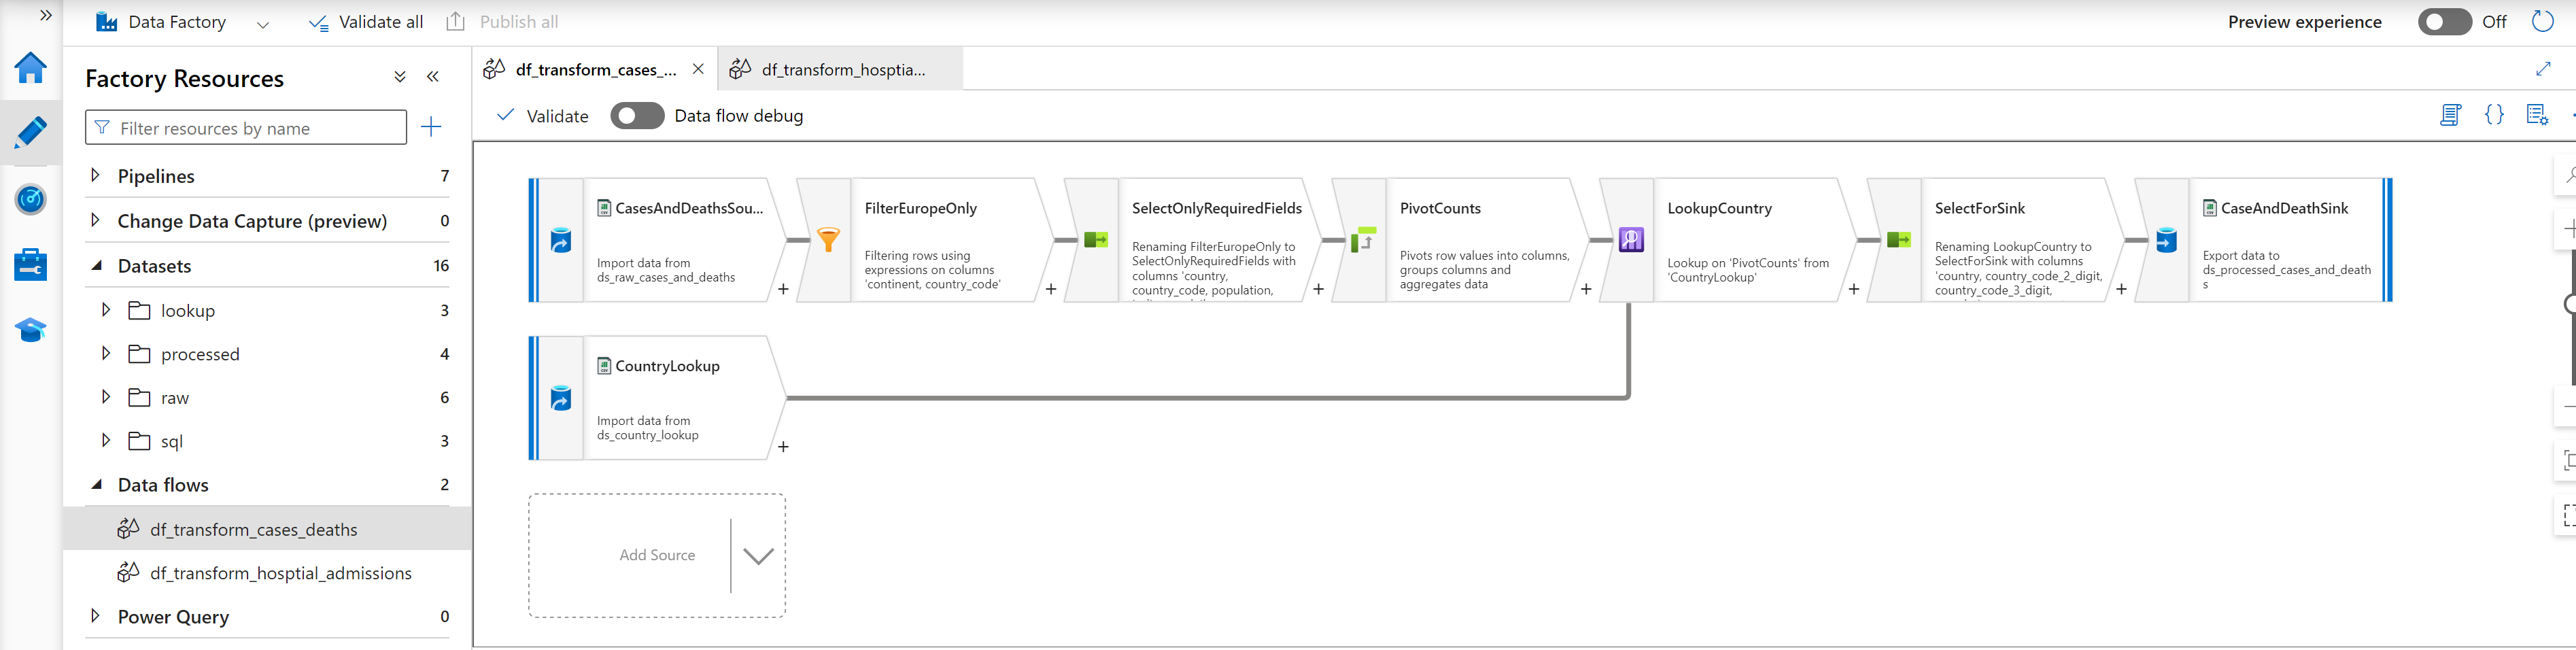 Data Factory
Validate all
Publish all
Preview experience
Off
Factory Resources
Filter resources by name
Pipelines 7
Change Data Capture (preview) 0
Datasets 16
lookup 3
processed 4
raw 6
sql 3
Data flows 2
df_transform_cases_deaths
df_transform_hosptial_admissions
Power Query 0
df_transform_cases_...
df_transform_hosptia...
Validate
Data flow debug
CasesAndDeathsSou...
Import data from
ds_raw_cases_and_deaths
FilterEuropeOnly
Filtering rows using
expressions on columns
'continent, country_code'
SelectOnlyRequiredFields
Renaming FilterEuropeOnly to
SelectOnlyRequiredFields with
columns 'country,
country_code, population,
PivotCounts
Pivots row values into columns,
groups columns and
aggregates data
LookupCountry
Lookup on 'PivotCounts' from
'CountryLookup'
SelectForSink
Renaming LookupCountry to
SelectForSink with columns
'country, country_code_2_digit,
country_code_3_digit,
CaseAndDeathSink
Export data to
ds_processed_cases_and_death
s
CountryLookup
Import data from
ds_country_lookup
Add Source